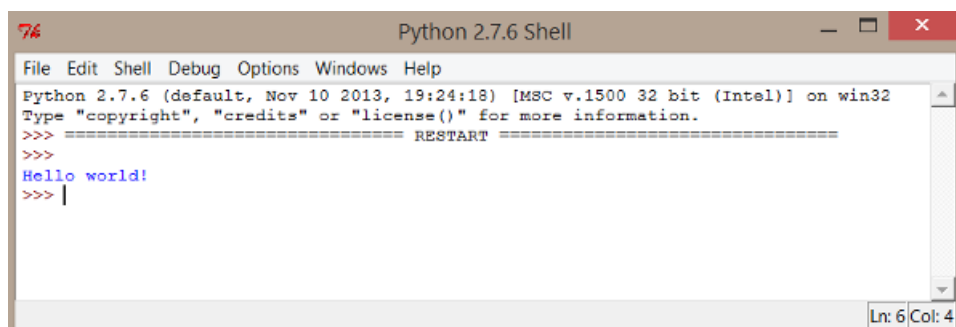 Python 2.7.6 Shell
File Edit Shell Debug Options Windows Help
Python 2.7.6 (default, Nov 10 2013, 19:24:18) [MSC v.1500 32 bit (Intel)] on win32
Type "copyright", "credits" or "license()" for more information.
>>> ================================ RESTART ================================
>>>
Hello world!
>>>
Ln: 6 Col: 4